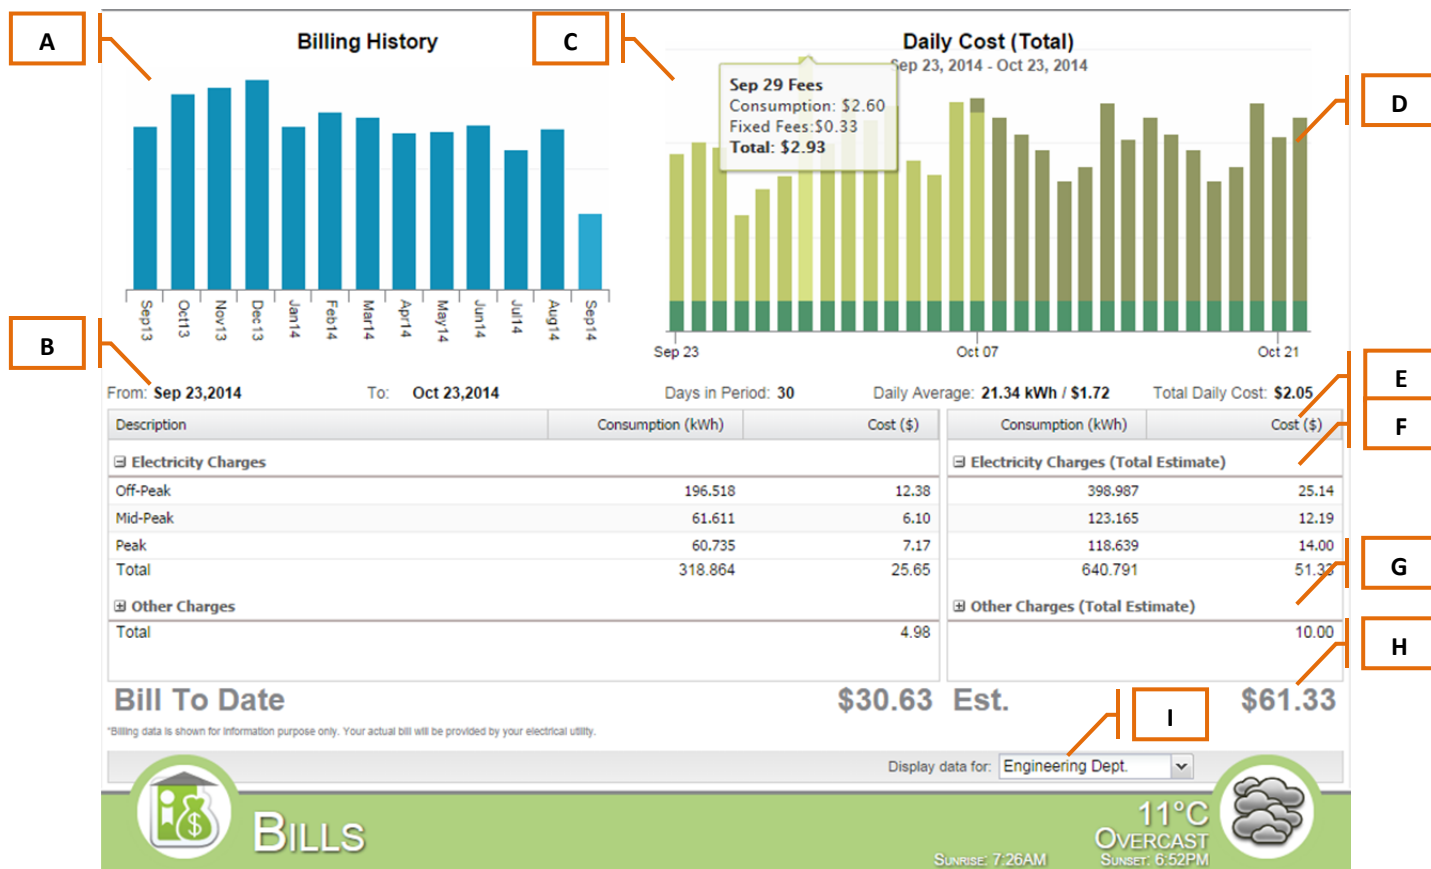 A
Billing History
C
Daily Cost (Total)
Sep 23, 2014 - Oct 23, 2014
Sep 29 Fees
Consumption: $2.60
Fixed Fees:$0.33
Total: $2.93
D
Sep13 Oct13 Nov13 Dec13 Jan14 Feb14 Mar14 Apr14 May14 Jun14 Jul14 Aug14 Sep14
Sep 23 Oct 07 Oct 21
B
E
From: Sep 23,2014 To: Oct 23,2014 Days in Period: 30 Daily Average: 21.34 kWh / $1.72 Total Daily Cost: $2.05
F
Description Consumption (kWh) Cost ($) Consumption (kWh) Cost ($)
Electricity Charges Electricity Charges (Total Estimate)
Off-Peak 196.518 12.38 398.987 25.14
Mid-Peak 61.611 6.10 123.165 12.19
Peak 60.735 7.17 118.639 14.00
Total 318.864 25.65 640.791 51.33
G
Other Charges Other Charges (Total Estimate)
Total 4.98 10.00
H
Bill To Date $30.63 Est. $61.33
I
*Billing data is shown for information purpose only. Your actual bill will be provided by your electrical utility.
Display data for: Engineering Dept.
BILLS
11°C
OVERCAST
SUNRISE: 7:26AM SUNSET: 6:52PM